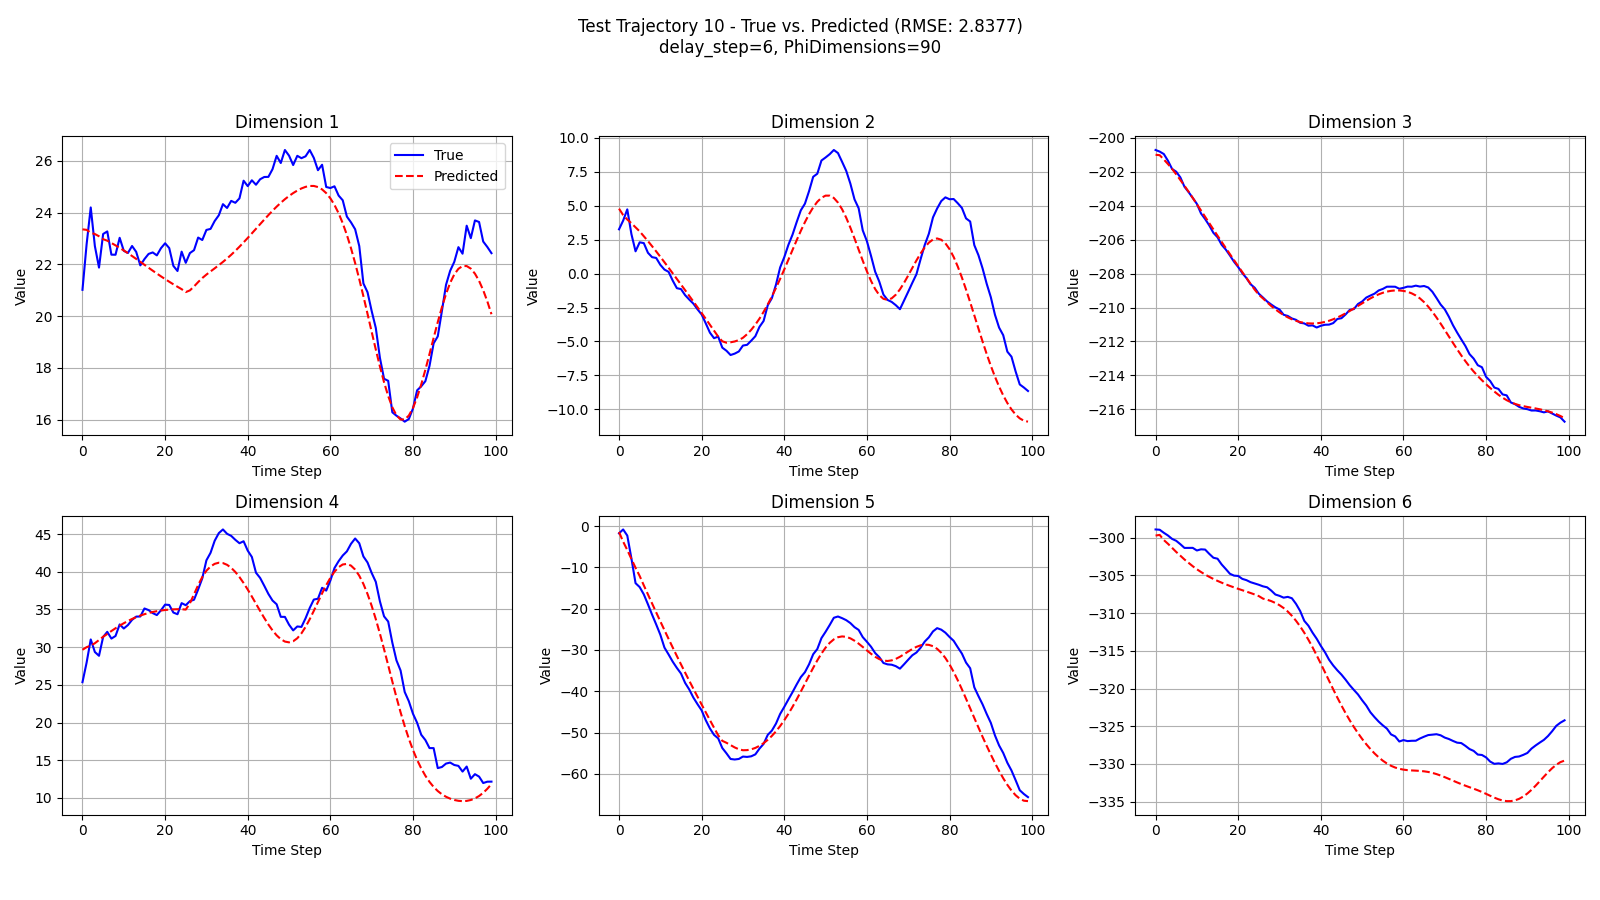 Test Trajectory 10 - True vs. Predicted (RMSE: 2.8377)
delay_step=6, PhiDimensions=90
Dimension 1
True
Predicted
26
24
22
20
18
16
Value
0 20 40 60 80 100
Time Step
Dimension 2
10.0
7.5
5.0
2.5
0.0
−2.5
−5.0
−7.5
−10.0
Value
0 20 40 60 80 100
Time Step
Dimension 3
−200
−202
−204
−206
−208
−210
−212
−214
−216
Value
0 20 40 60 80 100
Time Step
Dimension 4
45
40
35
30
25
20
15
10
Value
0 20 40 60 80 100
Time Step
Dimension 5
0
−10
−20
−30
−40
−50
−60
Value
0 20 40 60 80 100
Time Step
Dimension 6
−300
−305
−310
−315
−320
−325
−330
−335
Value
0 20 40 60 80 100
Time Step